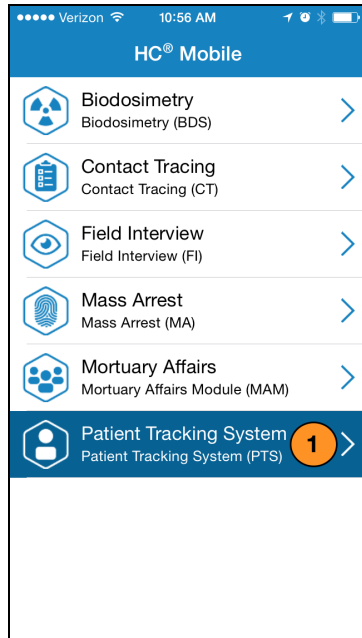 Verizon 10:56 AM
HC® Mobile
Biodosimetry
Biodosimetry (BDS)
Contact Tracing
Contact Tracing (CT)
Field Interview
Field Interview (FI)
Mass Arrest
Mass Arrest (MA)
Mortuary Affairs
Mortuary Affairs Module (MAM)
Patient Tracking System
Patient Tracking System (PTS)
1